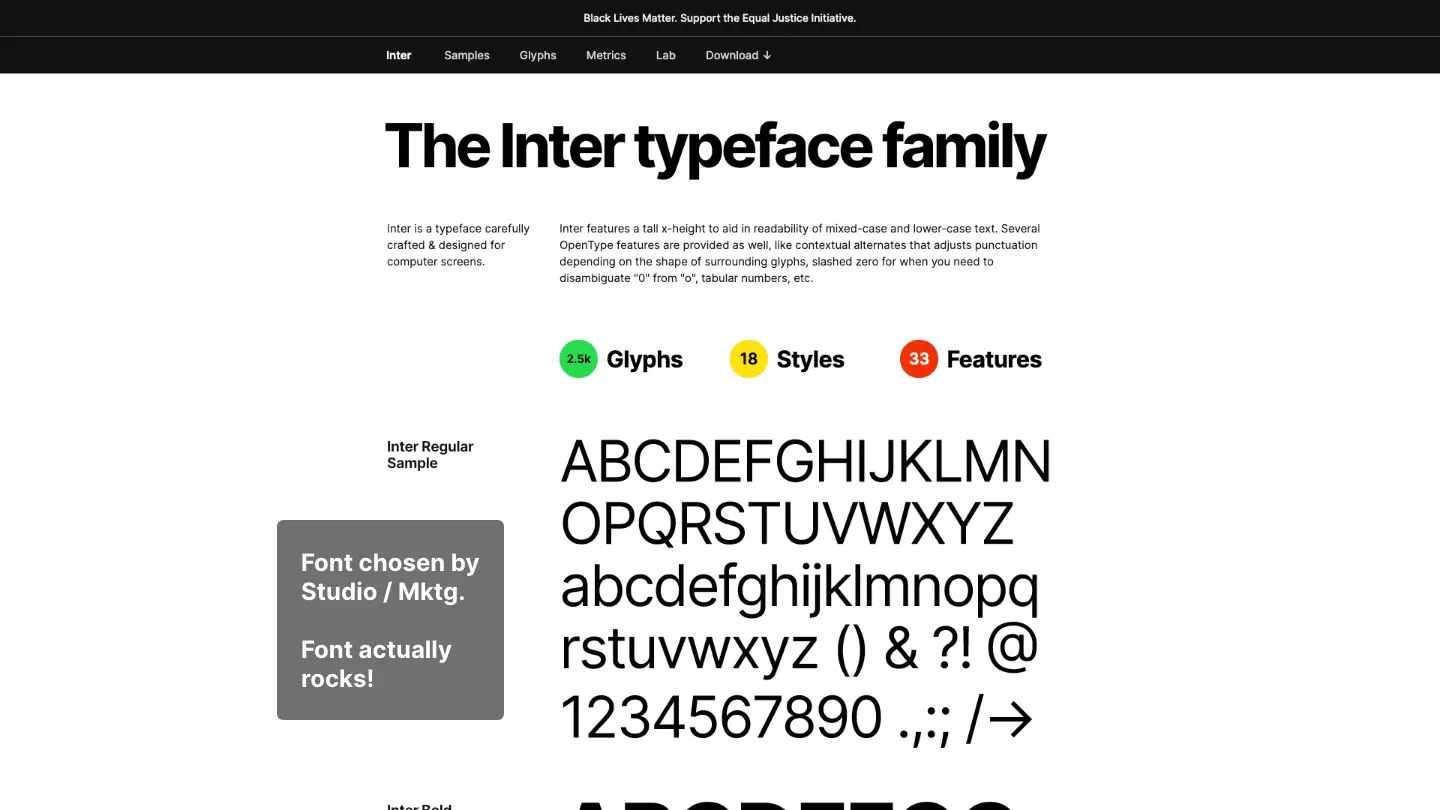 Black Lives Matter. Support the Equal Justice Initiative.
Inter Samples Glyphs Metrics Lab Download ↓
The Inter typeface family
Inter is a typeface carefully
crafted & designed for
computer screens.
Inter features a tall x-height to aid in readability of mixed-case and lower-case text. Several
OpenType features are provided as well, like contextual alternates that adjusts punctuation
depending on the shape of surrounding glyphs, slashed zero for when you need to
disambiguate "0" from "o", tabular numbers, etc.
2.5k Glyphs 18 Styles 33 Features
Inter Regular
Sample
ABCDEFGHIJKLMN
OPQRSTUVWXYZ
abcdefghijklmnopq
rstuvwxyz () & ?! @
1234567890 .,:; /→
Font chosen by
Studio / Mktg.
Font actually
rocks!
Inter Bold